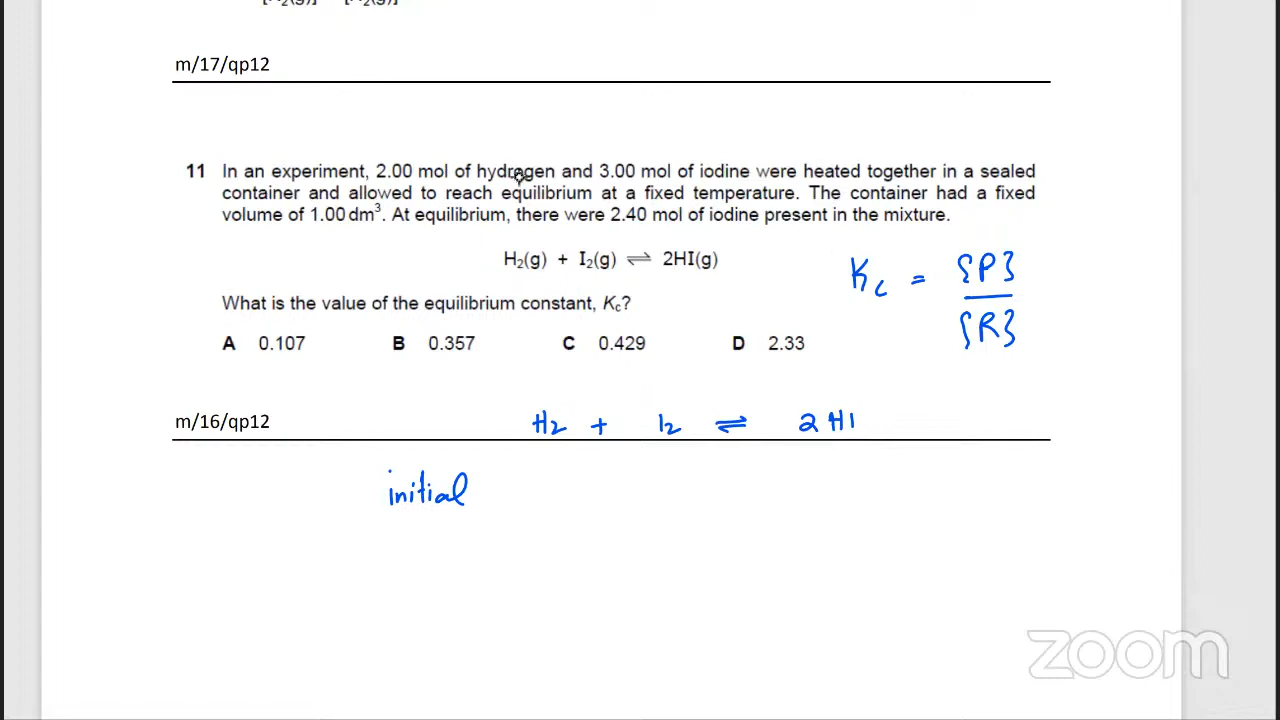 m/17/qp12
11 In an experiment, 2.00 mol of hydrogen and 3.00 mol of iodine were heated together in a sealed
container and allowed to reach equilibrium at a fixed temperature. The container had a fixed
volume of 1.00 dm³. At equilibrium, there were 2.40 mol of iodine present in the mixture.
H₂(g) + I₂(g) ⇌ 2HI(g)
Kc = {P}
{R}
What is the value of the equilibrium constant, Kc?
A 0.107 B 0.357 C 0.429 D 2.33
m/16/qp12
H2 + I2 ⇌ 2 HI
initial
zoom